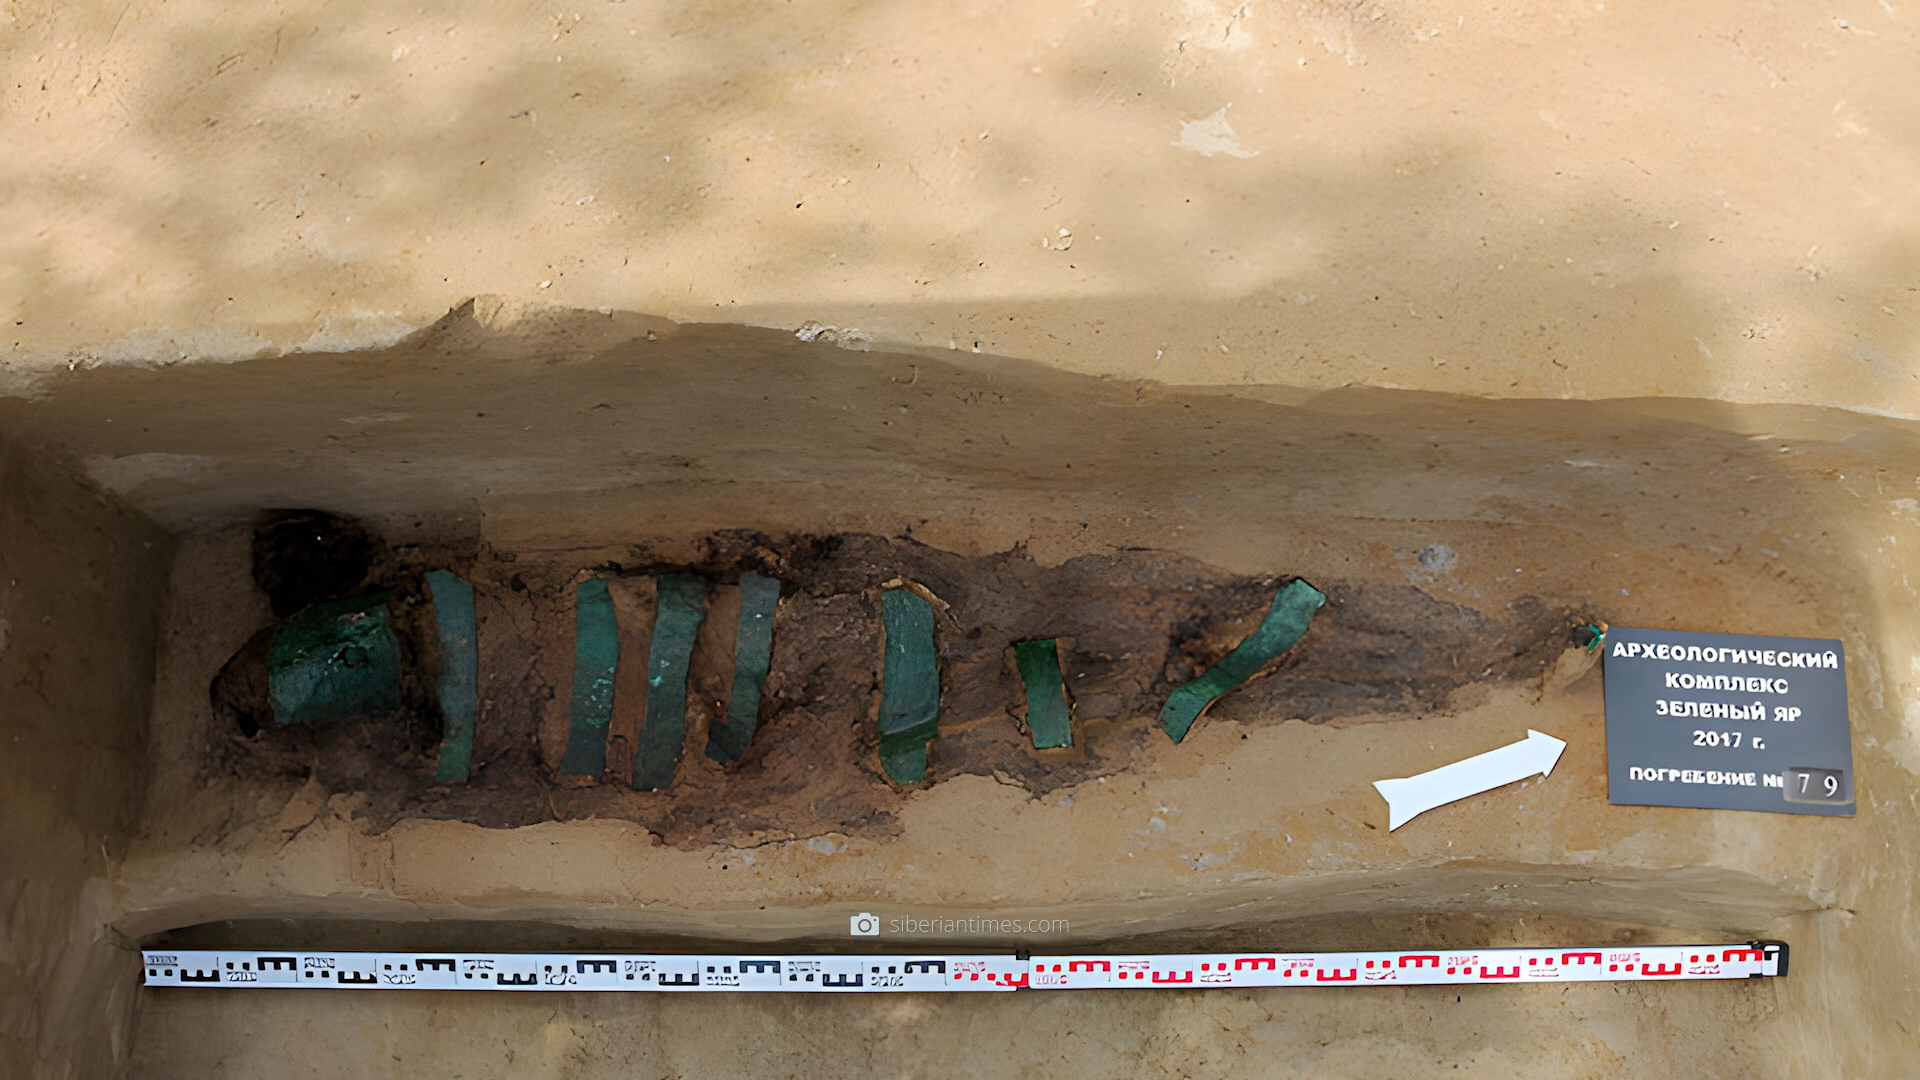 АРХЕОЛОГИЧЕСКИЙ
КОМПЛЕКС
ЗЕЛЕНЫЙ ЯР
2017 г.
ПОГРЕБЕНИЕ № 79
siberiantimes.com